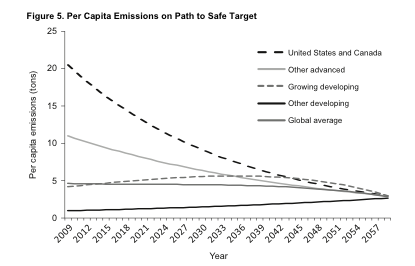 Figure 5. Per Capita Emissions on Path to Safe Target
25
20
15
10
5
0
Per capita emissions (tons)
United States and Canada
Other advanced
Growing developing
Other developing
Global average
2009 2012 2015 2018 2021 2024 2027 2030 2033 2036 2039 2042 2045 2048 2051 2054 2057
Year